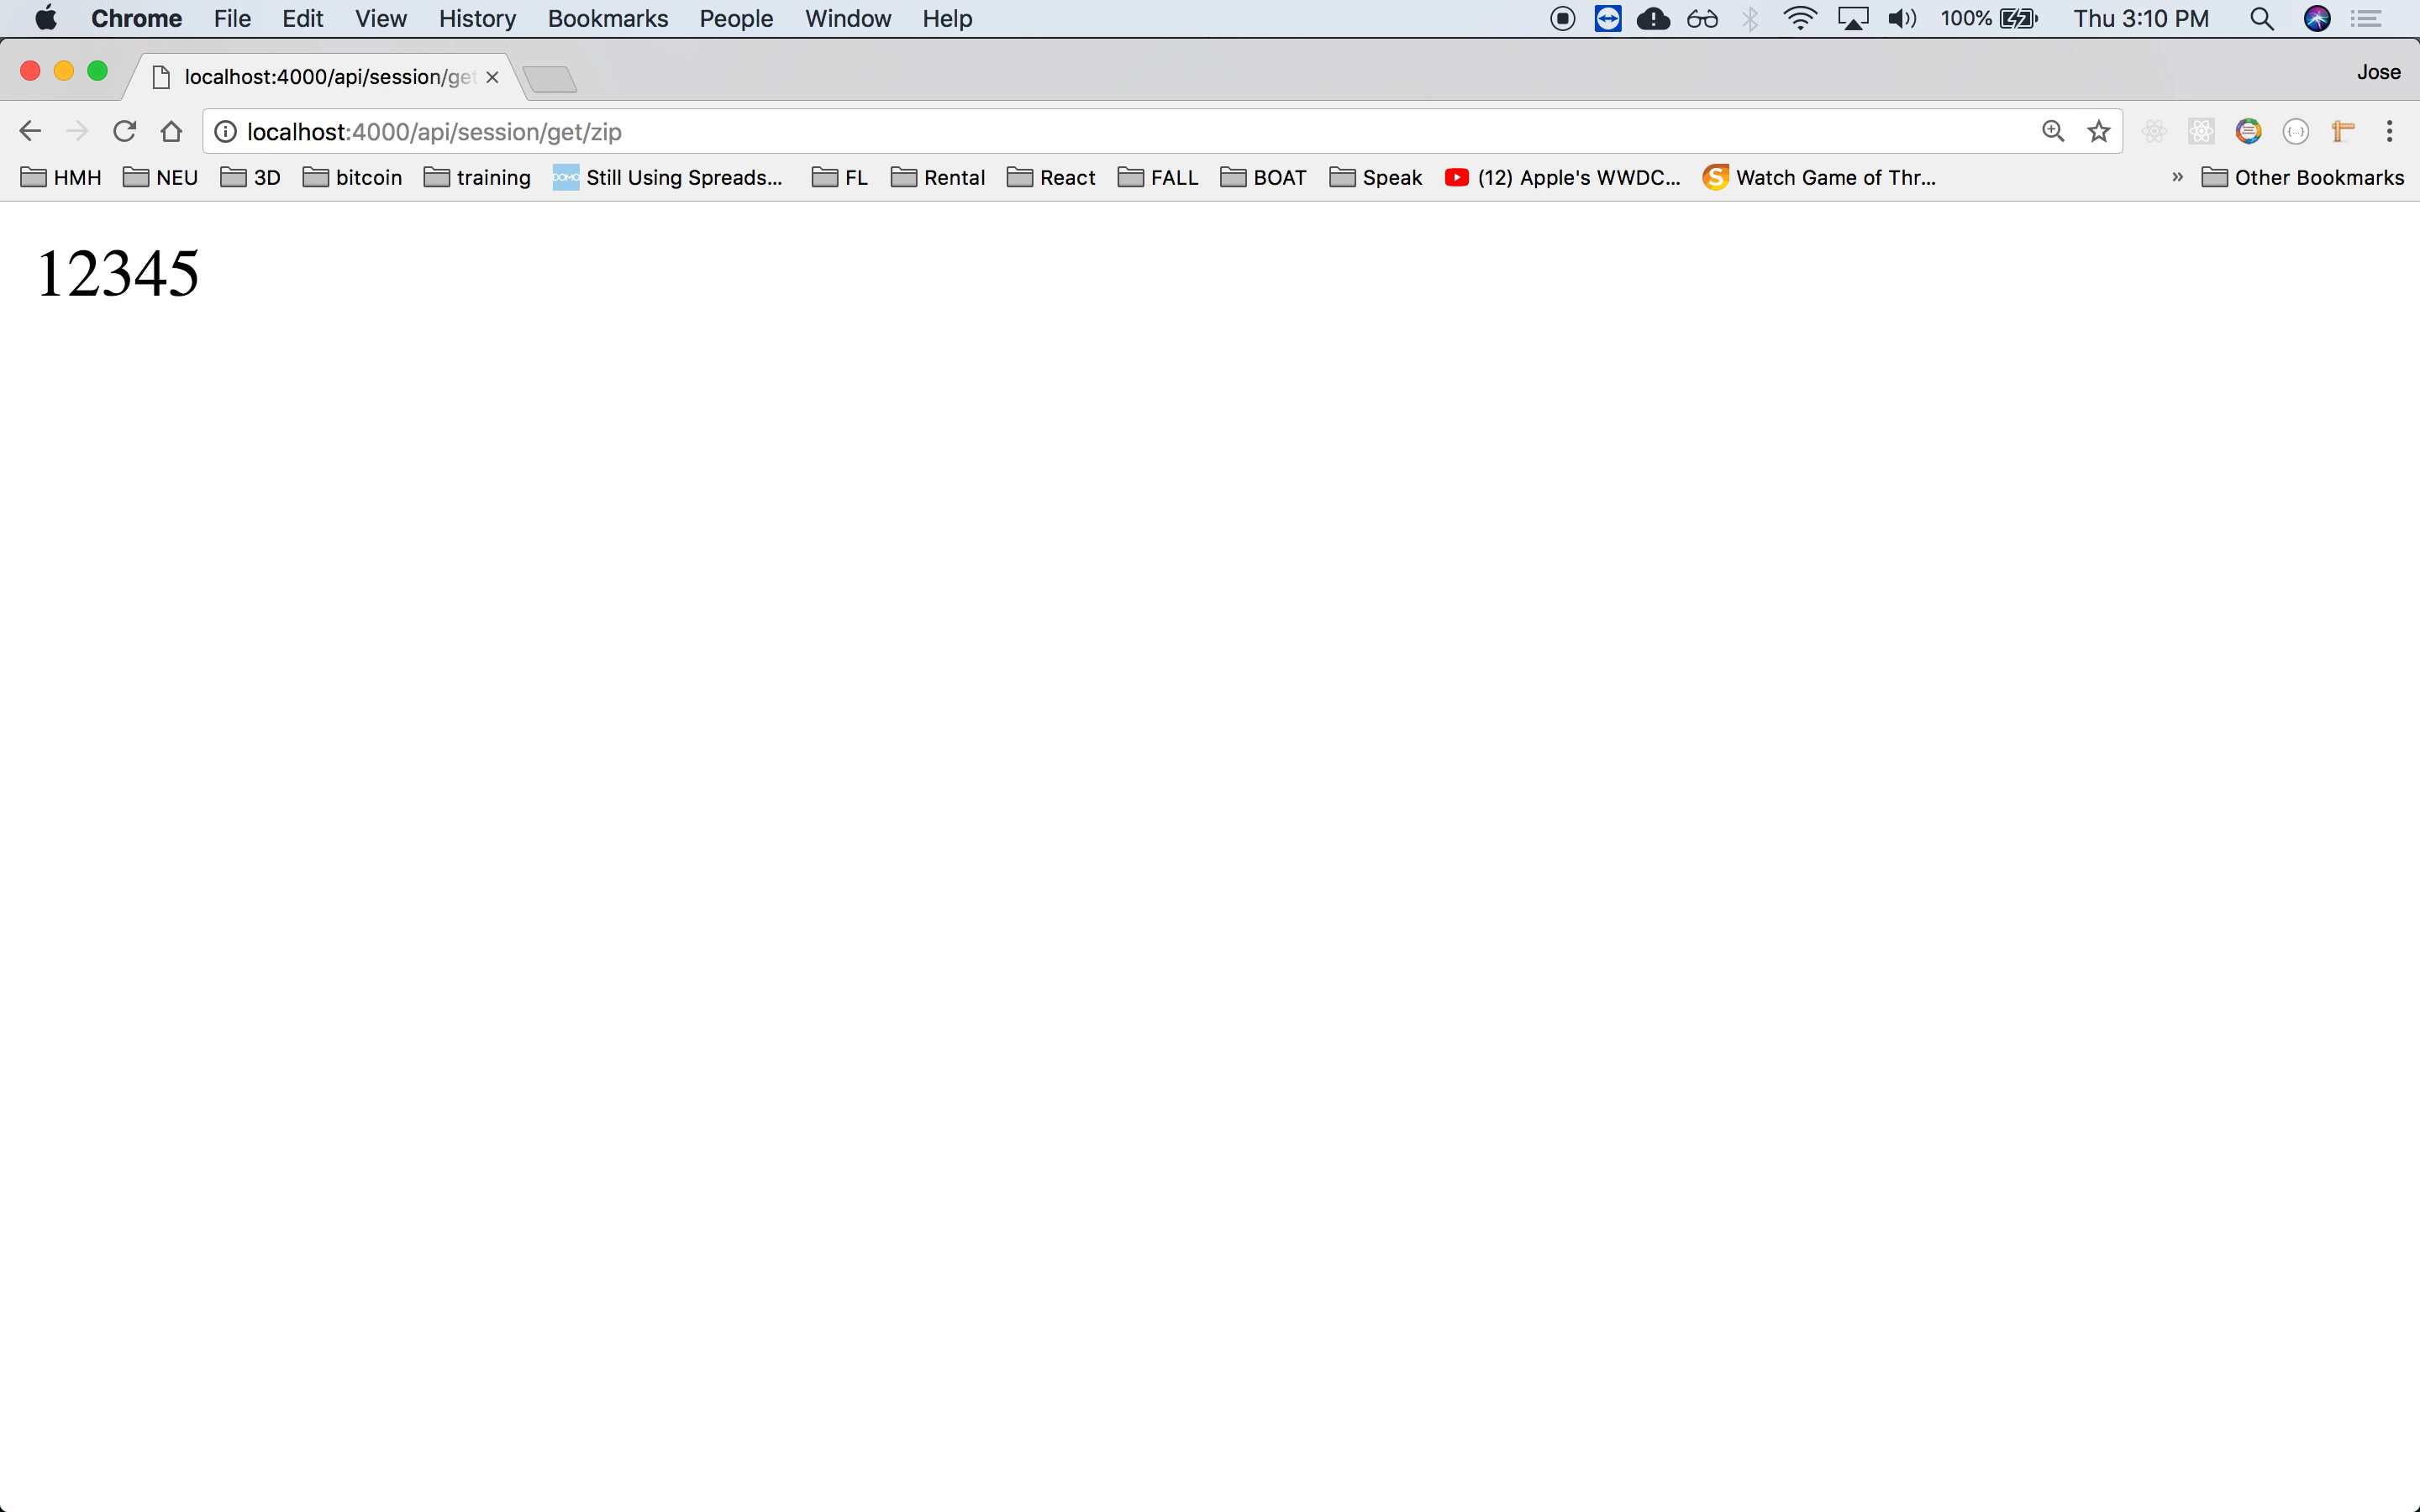 Chrome File Edit View History Bookmarks People Window Help 100% Thu 3:10 PM
localhost:4000/api/session/get Jose
localhost:4000/api/session/get/zip
HMH NEU 3D bitcoin training DOMO Still Using Spreads... FL Rental React FALL BOAT Speak (12) Apple's WWDC... S Watch Game of Thr... » Other Bookmarks
12345